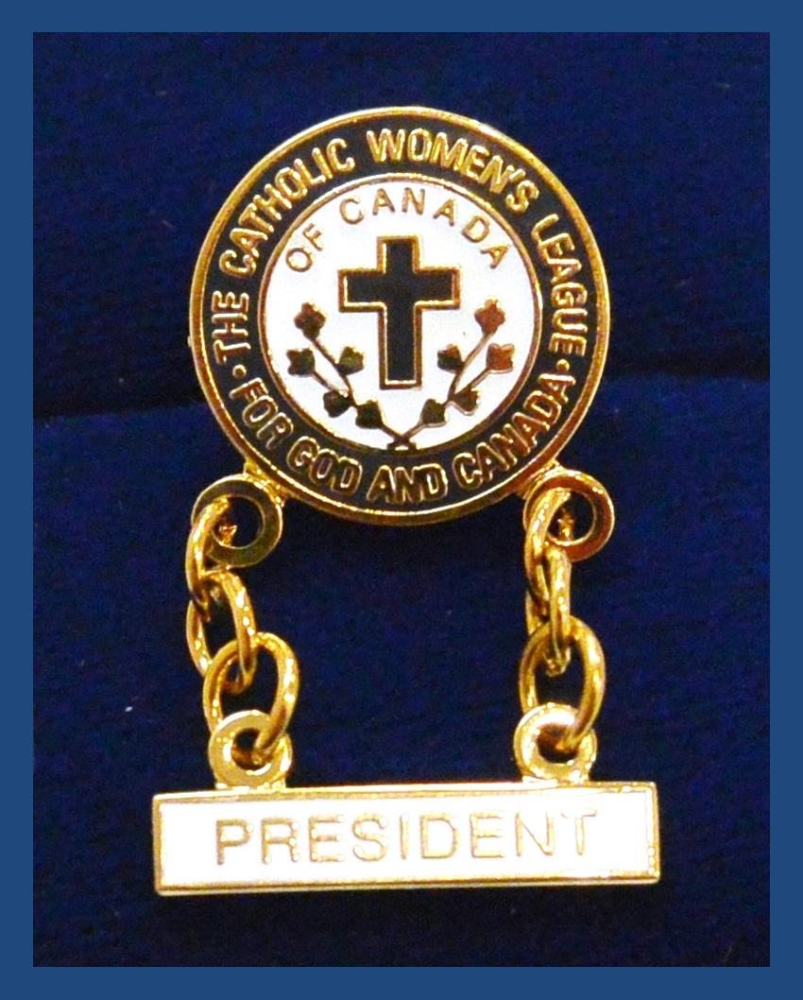 THE CATHOLIC WOMEN'S LEAGUE
OF CANADA
· FOR GOD AND CANADA ·
PRESIDENT